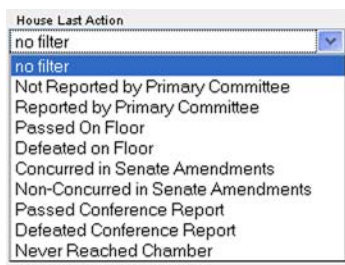 House Last Action
no filter
no filter
Not Reported by Primary Committee
Reported by Primary Committee
Passed On Floor
Defeated on Floor
Concurred in Senate Amendments
Non-Concurred in Senate Amendments
Passed Conference Report
Defeated Conference Report
Never Reached Chamber